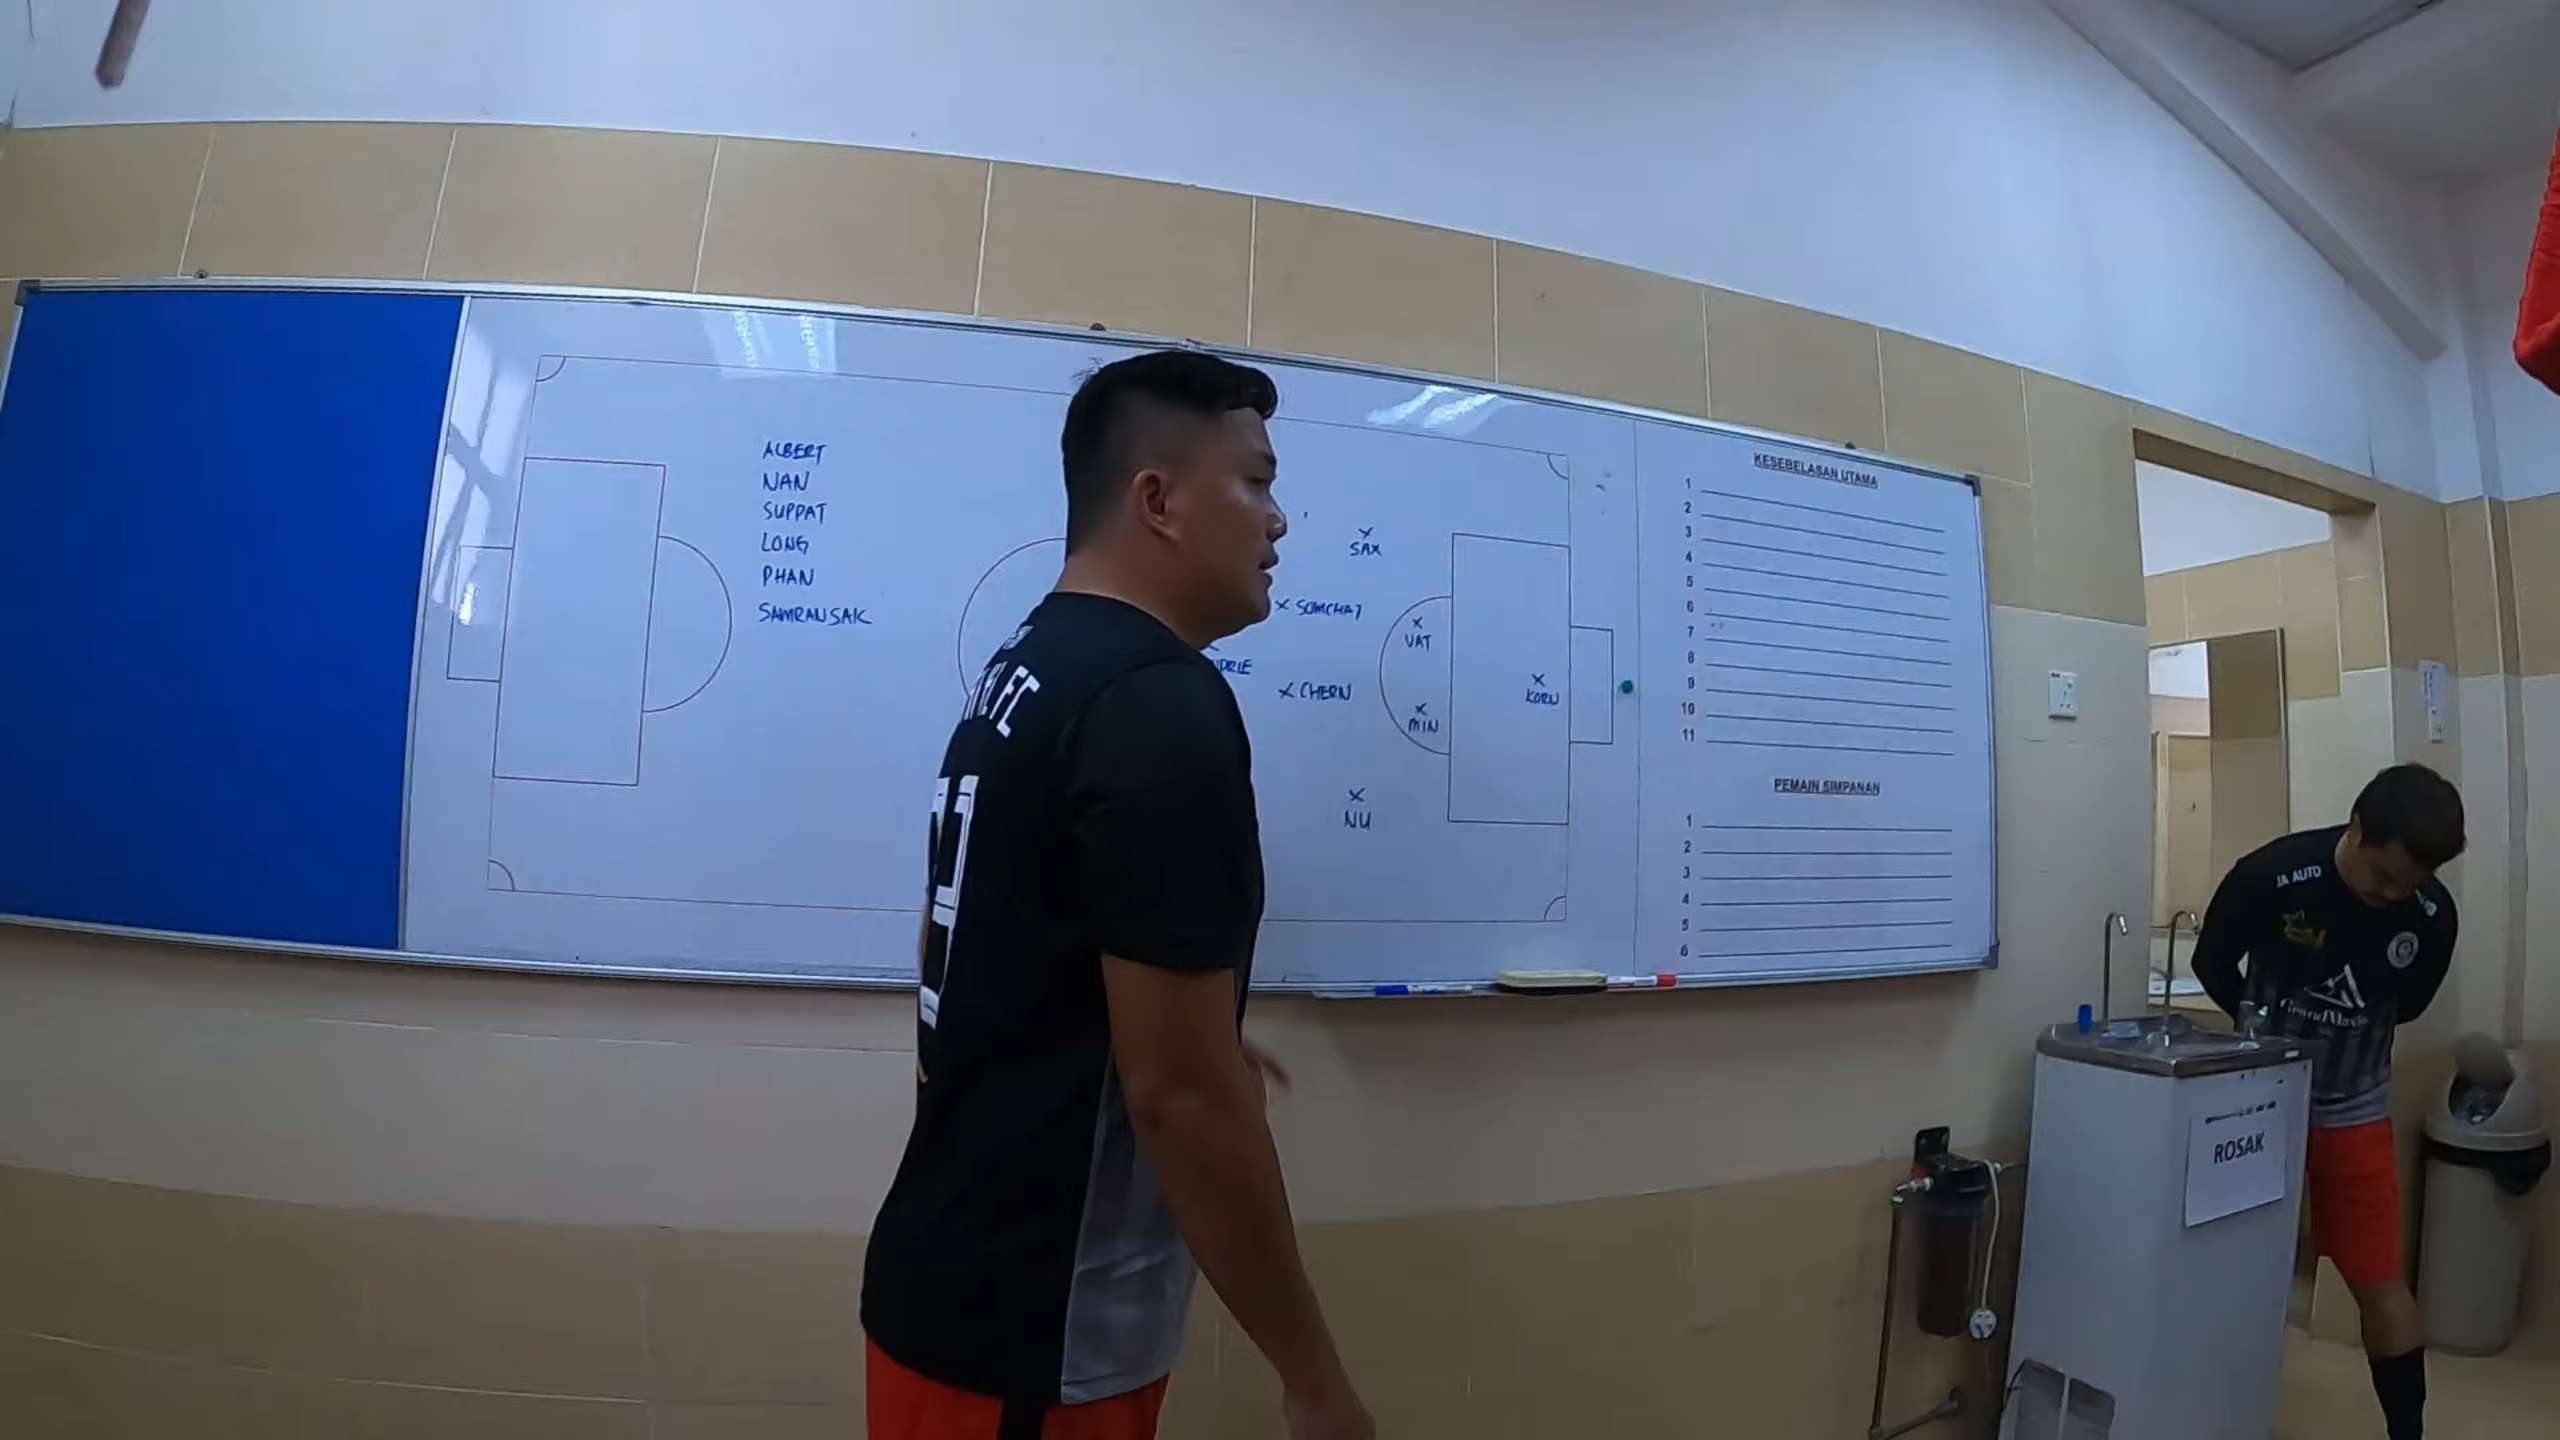 ALBERT
NAN
SUPPAT
LONG
PHAN
SAMRANSAK
X
SAX
X SOMCHAI
X
VAT
X
KORN
X CHERN
X
MIN
X
NU
KESEBELASAN UTAMA
1
2
3
4
5
6
7
8
9
10
11
PEMAIN SIMPANAN
1
2
3
4
5
6
FC
JA AUTO
ROSAK